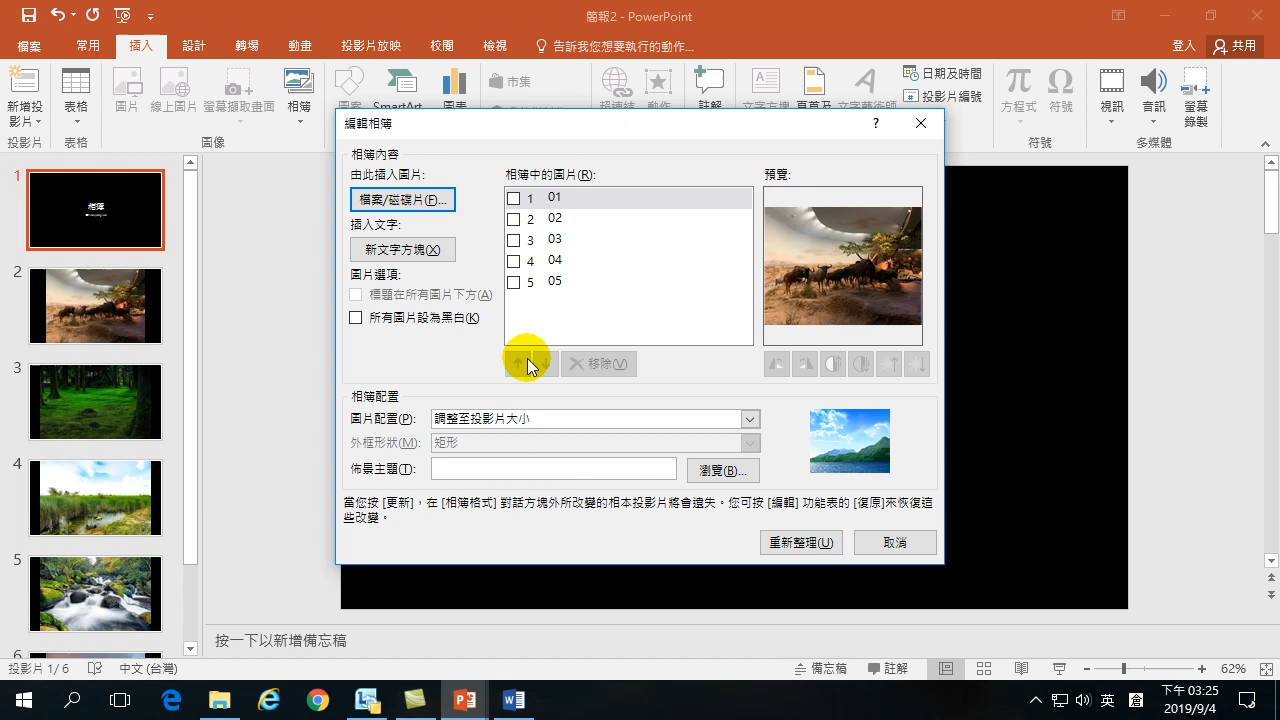 簡報2 - PowerPoint
檔案 常用 插入 設計 轉場 動畫 投影片放映 校閱 檢視 告訴我您想要執行的動作... 登入 共用
新增投影片 表格 圖片 線上圖片 螢幕擷取畫面 相簿 圖案 SmartArt 圖表 市集 超連結 動作 註解 文字方塊 頁首及 文字藝術師 日期及時間 投影片編號 方程式 符號 視訊 音訊 螢幕錄製
投影片 表格 圖像 符號 多媒體
編輯相簿 ?
相簿內容
由此插入圖片:
檔案/磁碟片(F)...
插入文字:
新文字方塊(X)
圖片選項:
標題在所有圖片下方(A)
所有圖片設為黑白(K)
相簿中的圖片(R):
1 01
2 02
3 03
4 04
5 05
移除(V)
預覽:
相簿配置
圖片配置(P): 調整至投影片大小
外框形狀(M): 矩形
佈景主題(T): 瀏覽(B)...
當您按 [更新]，在 [相簿格式] 對話方塊外所改變的相本投影片將會遺失。您可按 [編輯] 功能表的 [復原]來恢復這
些改變。
重新整理(U) 取消
1
相簿
2
3
4
5
6
按一下以新增備忘稿
投影片 1/6 中文 (台灣) 備忘稿 註解 62%
英 下午 03:25
2019/9/4